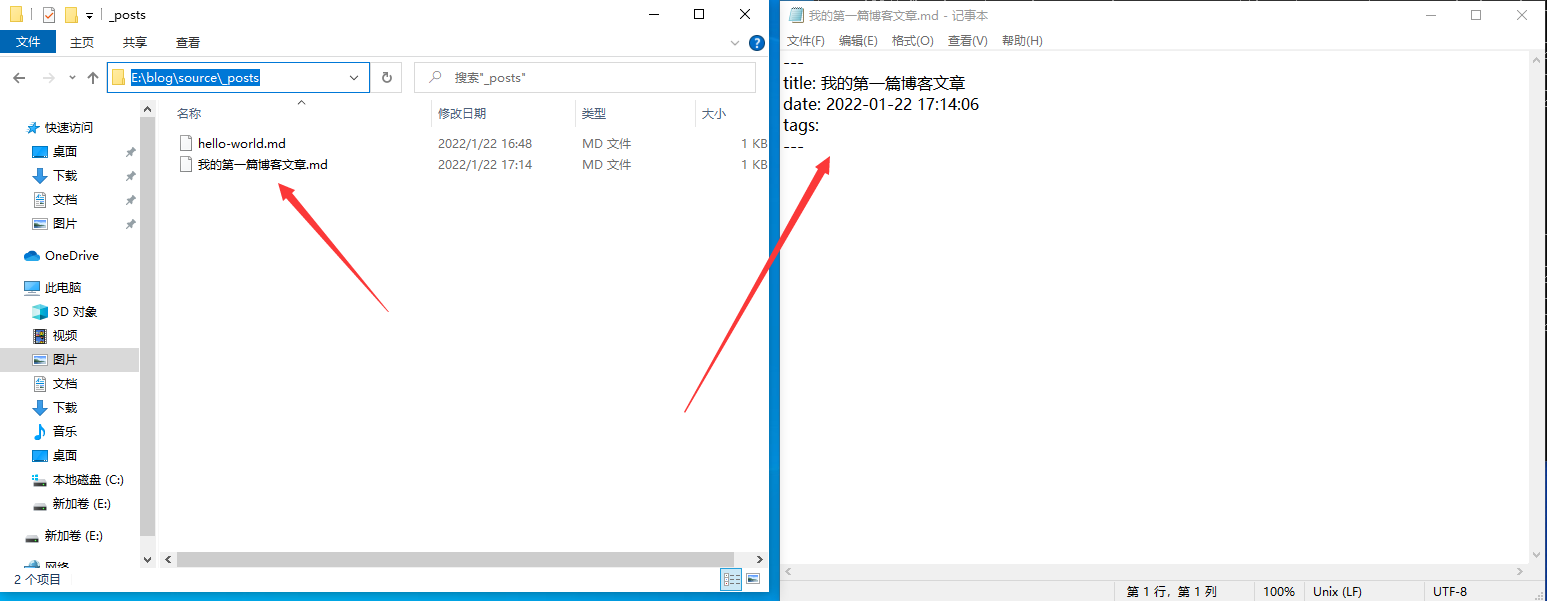 _posts
文件
主页
共享
查看
E:\blog\source\_posts
搜索"_posts"
快速访问
桌面
下载
文档
图片
OneDrive
此电脑
3D 对象
视频
图片
文档
下载
音乐
桌面
本地磁盘 (C:)
新加卷 (E:)
新加卷 (E:)
网络
名称 修改日期 类型 大小
hello-world.md 2022/1/22 16:48 MD 文件 1 KB
我的第一篇博客文章.md 2022/1/22 17:14 MD 文件 1 KB
2 个项目
我的第一篇博客文章.md - 记事本
文件(F) 编辑(E) 格式(O) 查看(V) 帮助(H)
---
title: 我的第一篇博客文章
date: 2022-01-22 17:14:06
tags:
---
第 1 行，第 1 列 100% Unix (LF) UTF-8